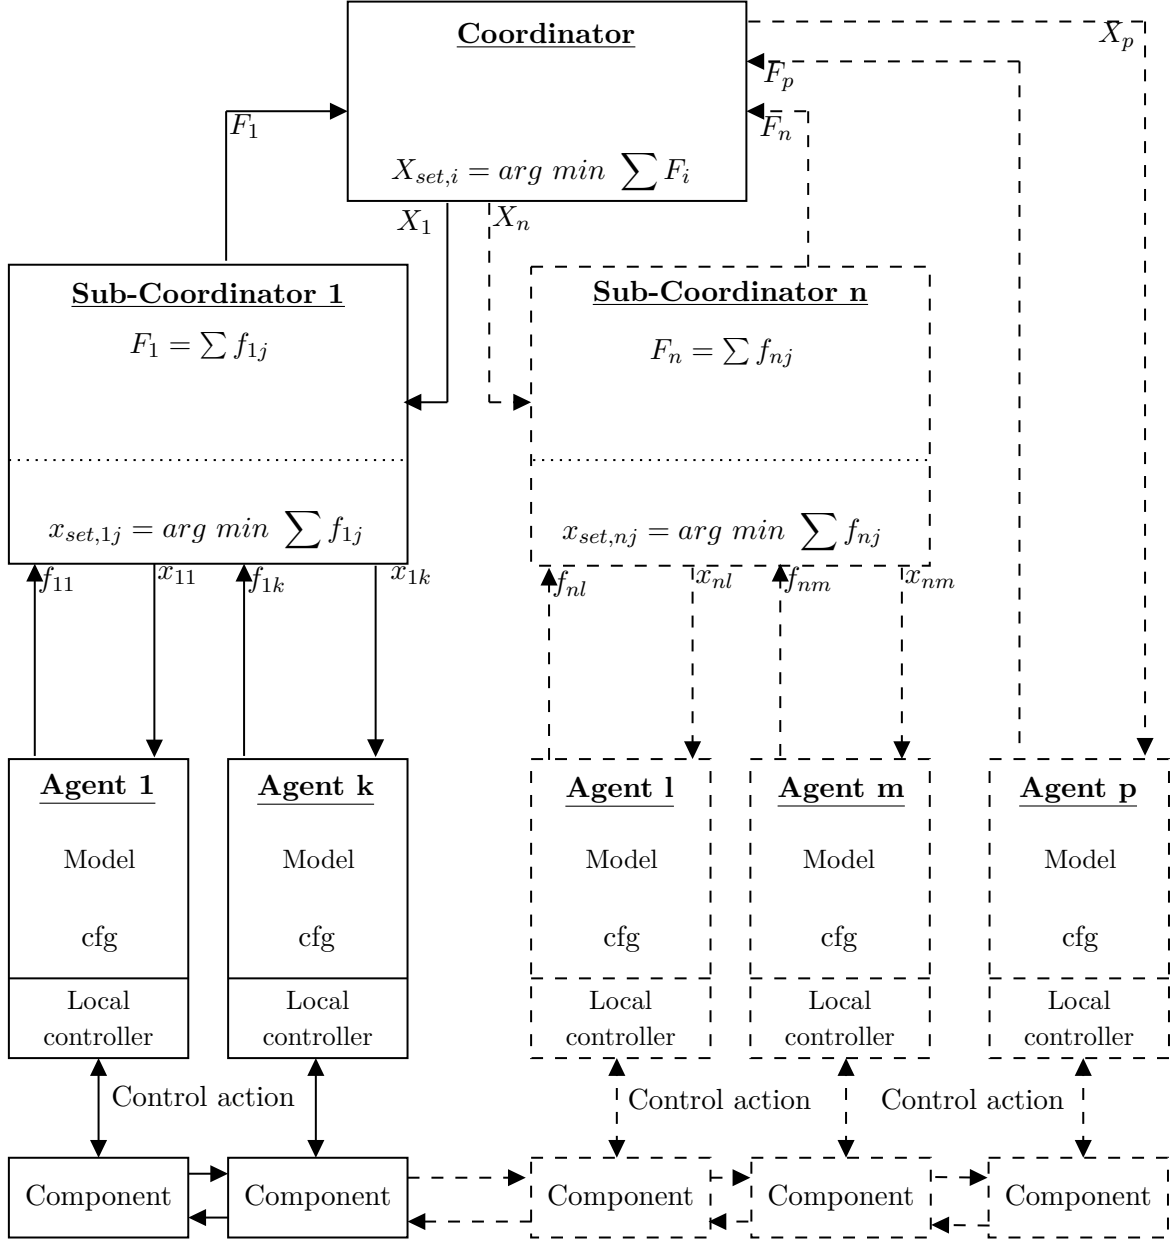 Coordinator
X_p
F_p
F_1
F_n
X_{set,i} = arg min ∑ F_i
X_1
X_n
Sub-Coordinator 1
F_1 = ∑ f_{1j}
x_{set,1j} = arg min ∑ f_{1j}
Sub-Coordinator n
F_n = ∑ f_{nj}
x_{set,nj} = arg min ∑ f_{nj}
f_{11}
x_{11}
f_{1k}
x_{1k}
f_{nl}
x_{nl}
f_{nm}
x_{nm}
Agent 1
Model
cfg
Local
controller
Agent k
Model
cfg
Local
controller
Agent l
Model
cfg
Local
controller
Agent m
Model
cfg
Local
controller
Agent p
Model
cfg
Local
controller
Control action
Control action
Control action
Component
Component
Component
Component
Component